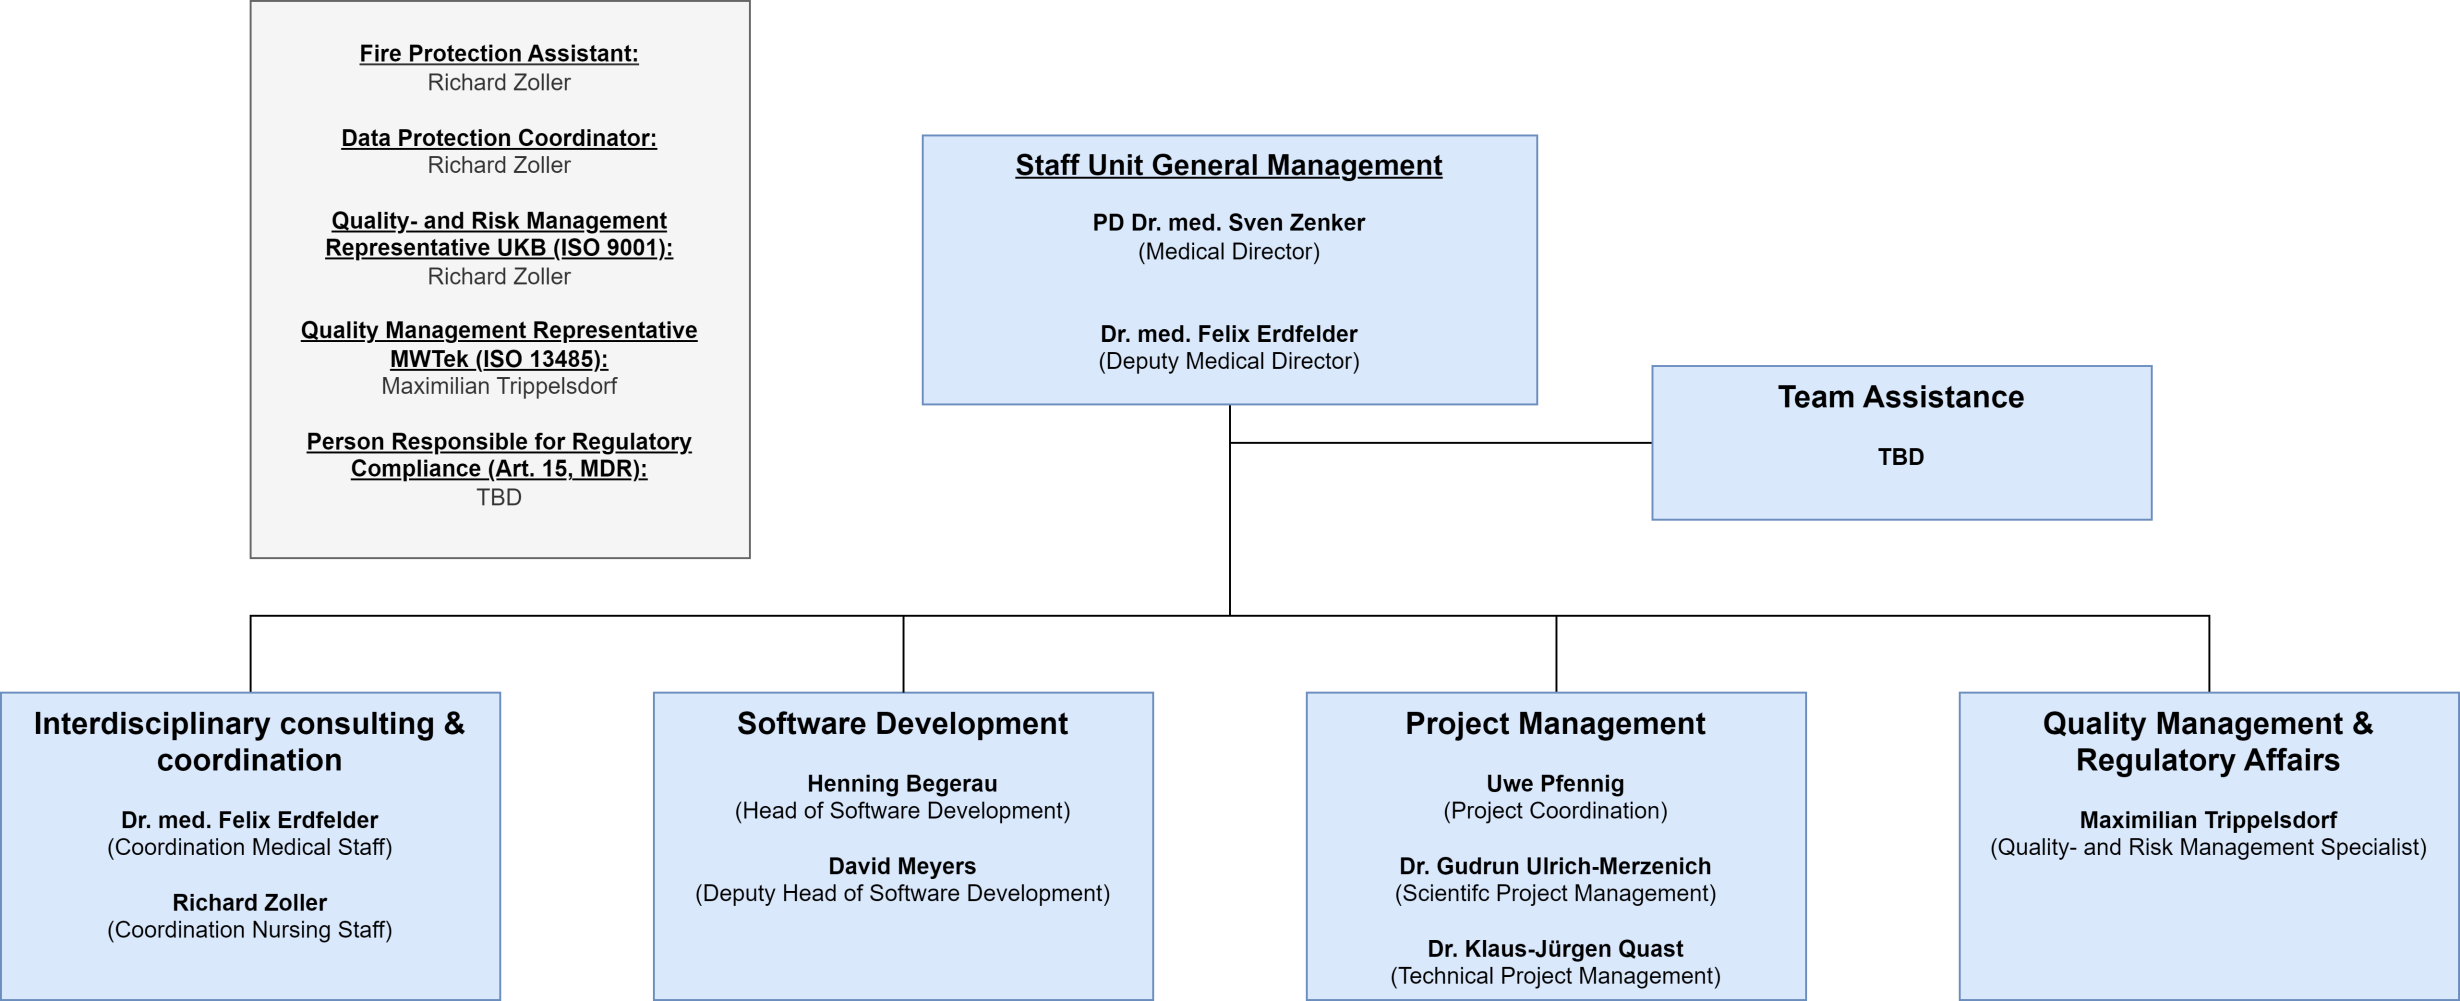 Fire Protection Assistant:
Richard Zoller
Data Protection Coordinator:
Richard Zoller
Quality- and Risk Management
Representative UKB (ISO 9001):
Richard Zoller
Quality Management Representative
MWTek (ISO 13485):
Maximilian Trippelsdorf
Person Responsible for Regulatory
Compliance (Art. 15, MDR):
TBD
Staff Unit General Management
PD Dr. med. Sven Zenker
(Medical Director)
Dr. med. Felix Erdfelder
(Deputy Medical Director)
Team Assistance
TBD
Interdisciplinary consulting &
coordination
Dr. med. Felix Erdfelder
(Coordination Medical Staff)
Richard Zoller
(Coordination Nursing Staff)
Software Development
Henning Begerau
(Head of Software Development)
David Meyers
(Deputy Head of Software Development)
Project Management
Uwe Pfennig
(Project Coordination)
Dr. Gudrun Ulrich-Merzenich
(Scientifc Project Management)
Dr. Klaus-Jürgen Quast
(Technical Project Management)
Quality Management &
Regulatory Affairs
Maximilian Trippelsdorf
(Quality- and Risk Management Specialist)